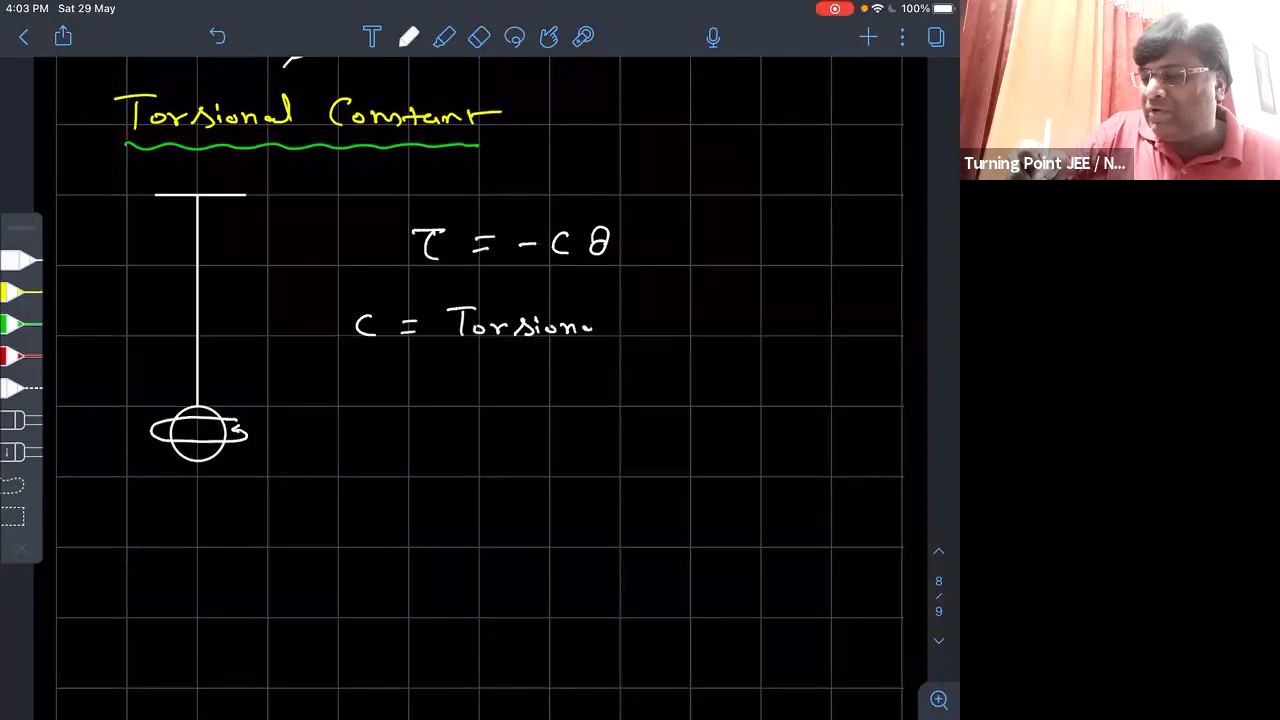 4:03 PM Sat 29 May
100%
Torsional Constant
τ = - c θ
c = Torsiona
Turning Point JEE / N...
8
/
9